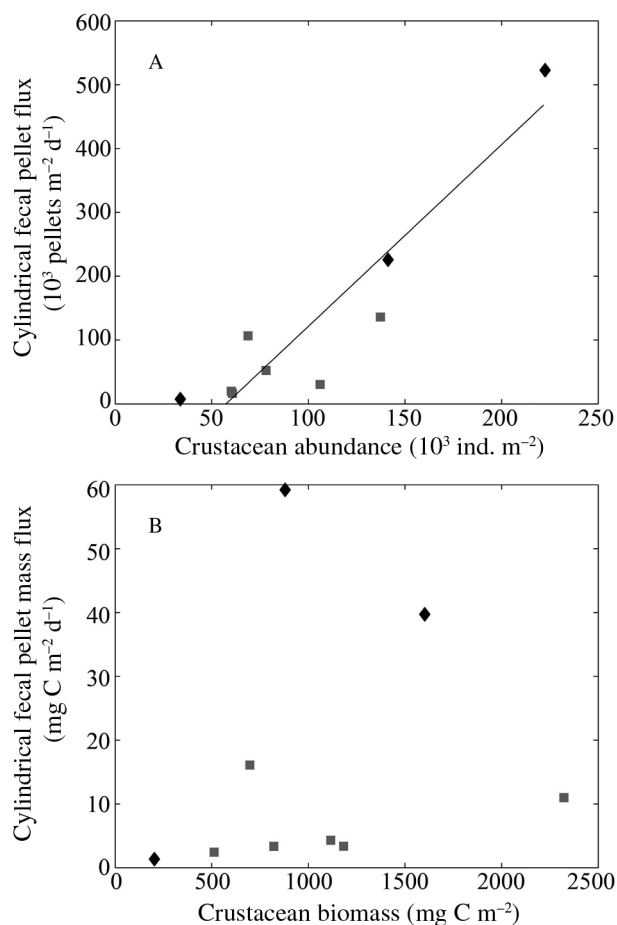 A
Cylindrical fecal pellet flux
(10³ pellets m⁻² d⁻¹)
600
500
400
300
200
100
0
0 50 100 150 200 250
Crustacean abundance (10³ ind. m⁻²)
B
Cylindrical fecal pellet mass flux
(mg C m⁻² d⁻¹)
60
50
40
30
20
10
0
0 500 1000 1500 2000 2500
Crustacean biomass (mg C m⁻²)